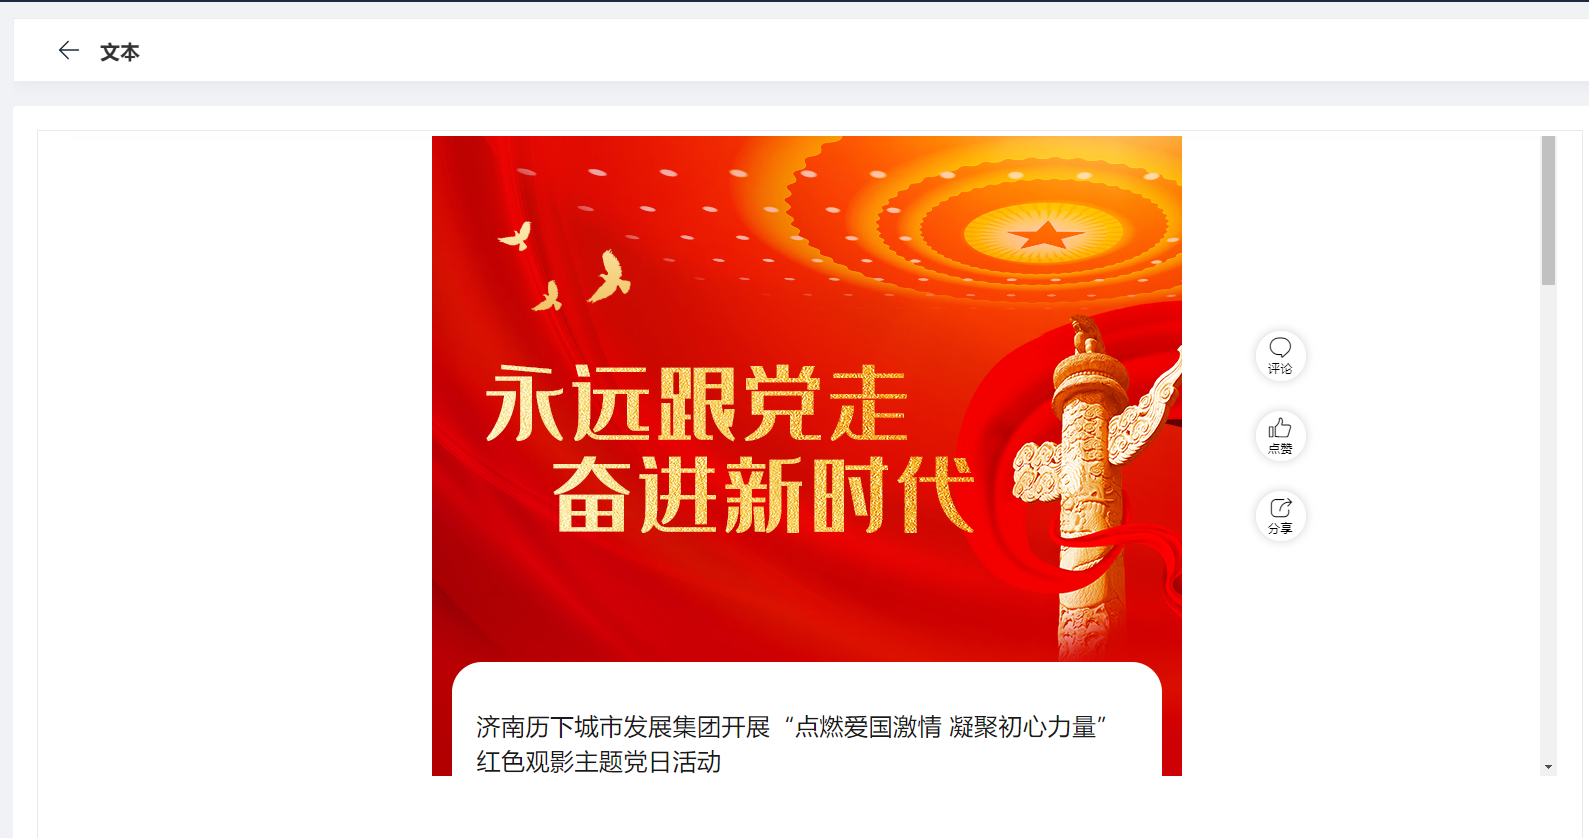 文本
永远跟党走
奋进新时代
评论
点赞
分享
济南历下城市发展集团开展“点燃爱国激情 凝聚初心力量”
红色观影主题党日活动